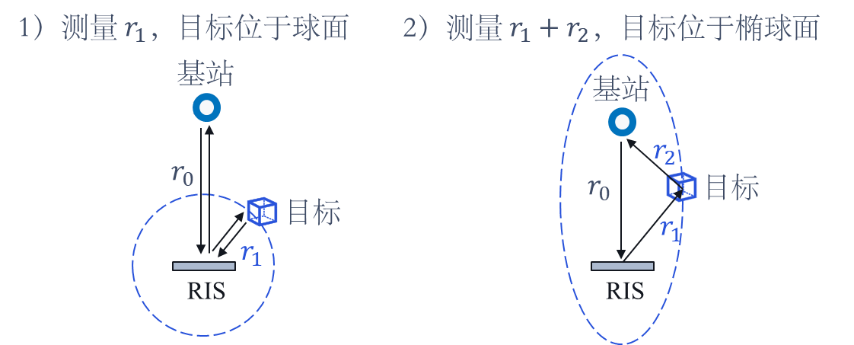 1）测量 r₁，目标位于球面
基站
r₀
目标
r₁
RIS
2）测量 r₁ + r₂，目标位于椭球面
基站
r₂
r₀
目标
r₁
RIS